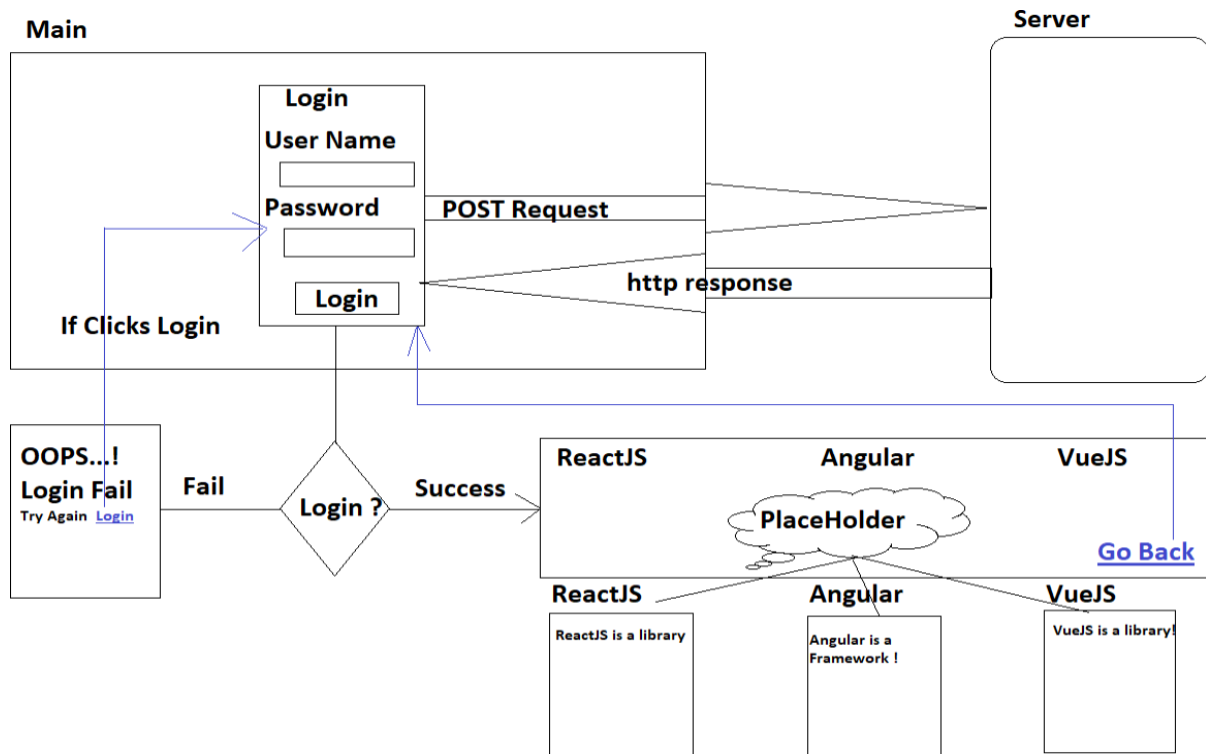 Main
Server
Login
User Name
Password
POST Request
http response
Login
If Clicks Login
OOPS...!
Login Fail
Try Again Login
Fail
Login ?
Success
ReactJS Angular VueJS
PlaceHolder
Go Back
ReactJS Angular VueJS
ReactJS is a library
Angular is a
Framework !
VueJS is a library!